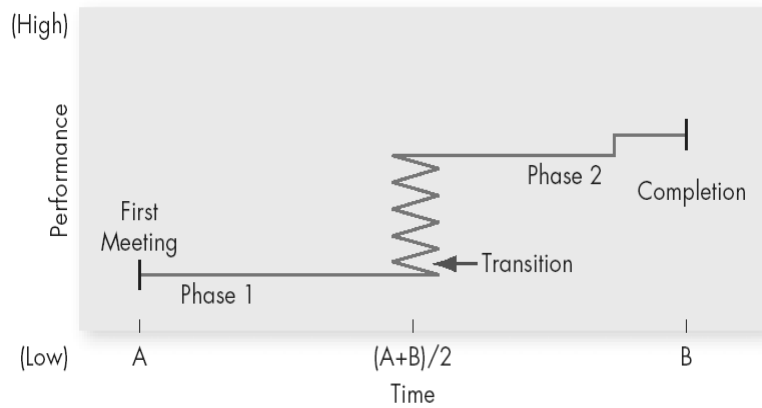 (High)
Performance
First
Meeting
Phase 1
Transition
Phase 2
Completion
(Low)
A
(A+B)/2
B
Time